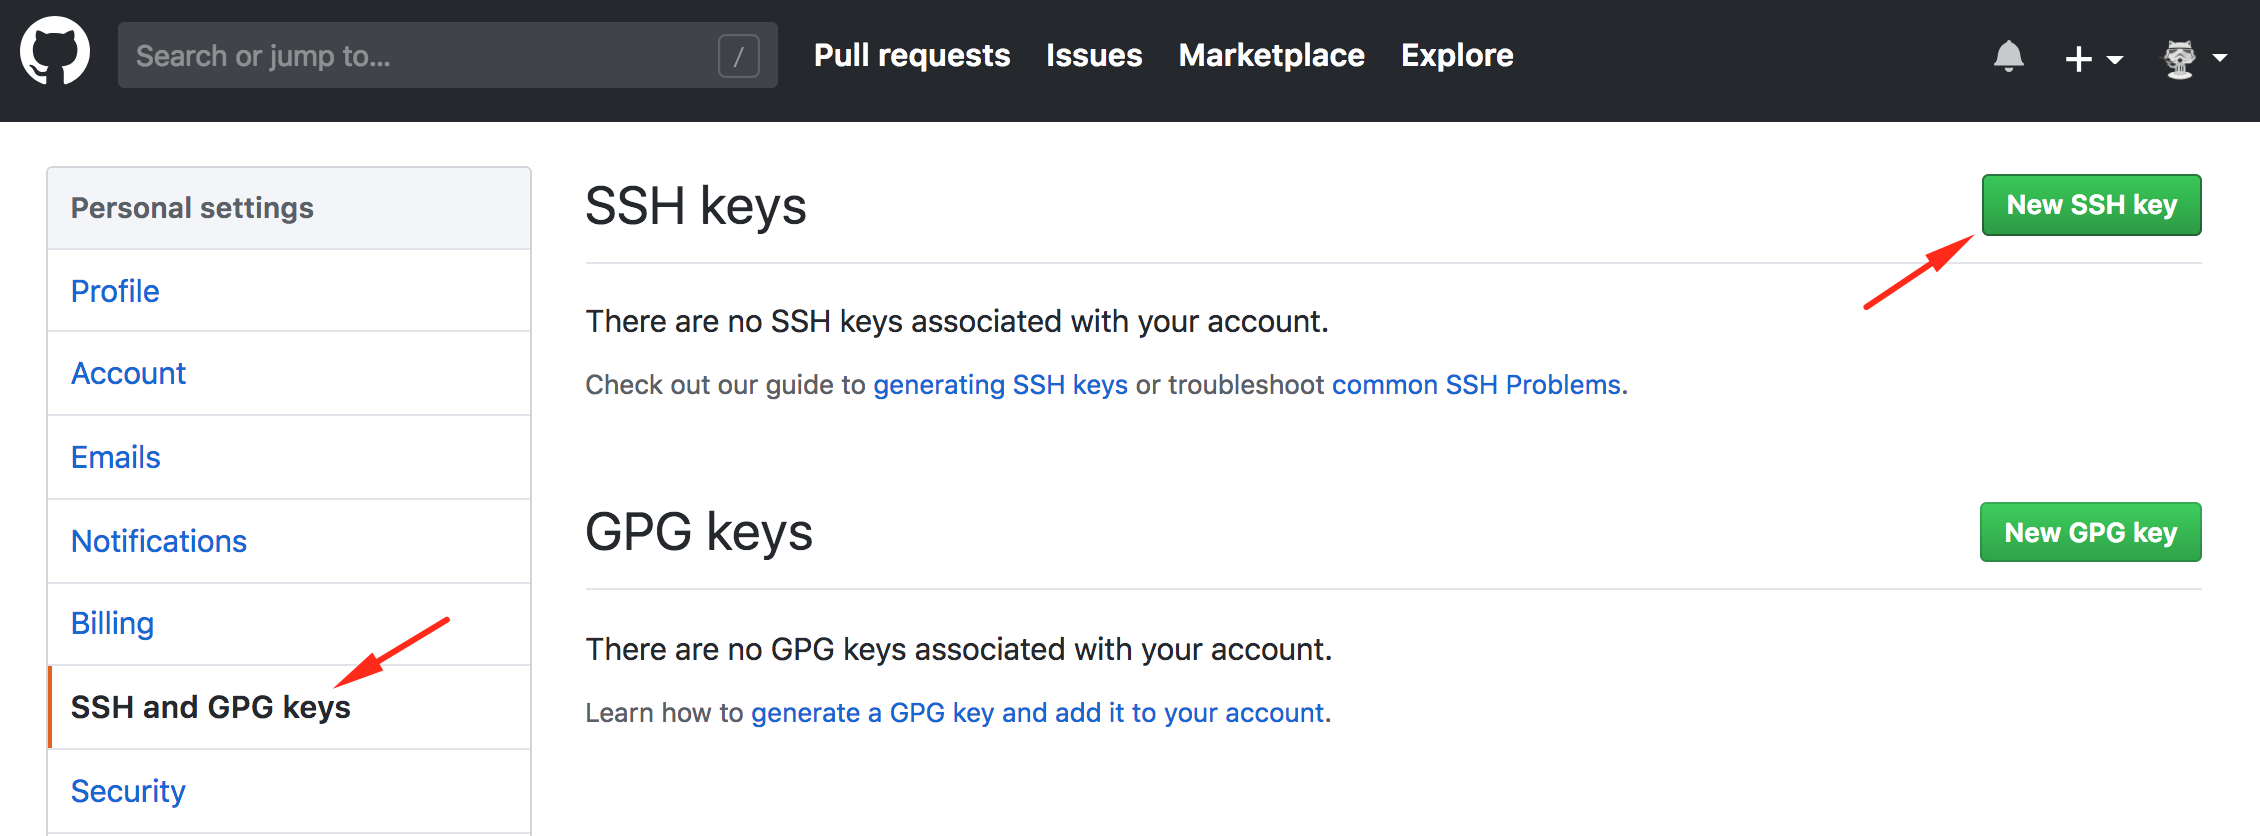 Search or jump to... /
Pull requests Issues Marketplace Explore
Personal settings
Profile
Account
Emails
Notifications
Billing
SSH and GPG keys
Security
SSH keys
New SSH key
There are no SSH keys associated with your account.
Check out our guide to generating SSH keys or troubleshoot common SSH Problems.
GPG keys
New GPG key
There are no GPG keys associated with your account.
Learn how to generate a GPG key and add it to your account.